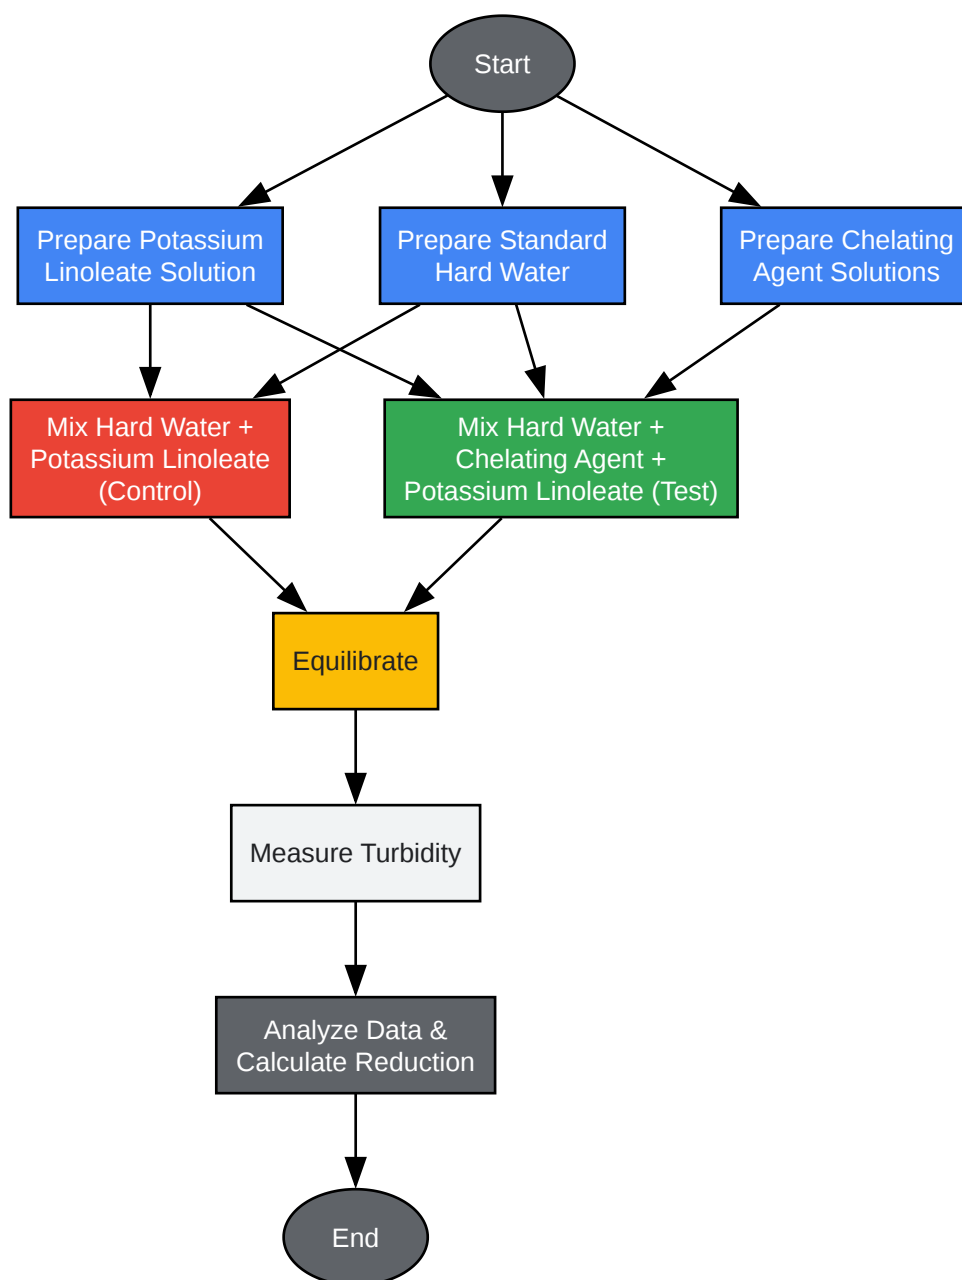 Start
Prepare Potassium
Linoleate Solution
Prepare Standard
Hard Water
Prepare Chelating
Agent Solutions
Mix Hard Water +
Potassium Linoleate
(Control)
Mix Hard Water +
Chelating Agent +
Potassium Linoleate (Test)
Equilibrate
Measure Turbidity
Analyze Data &
Calculate Reduction
End